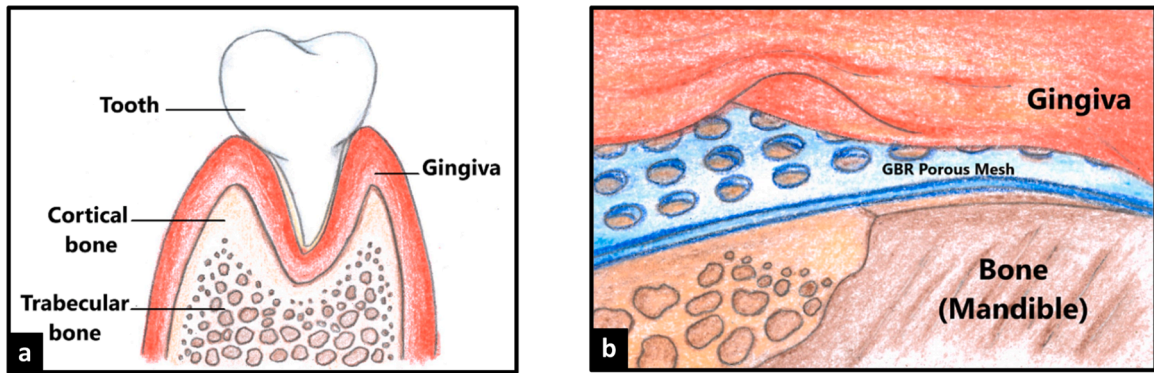 Tooth
Gingiva
Cortical
bone
Trabecular
bone
a
Gingiva
GBR Porous Mesh
Bone
(Mandible)
b